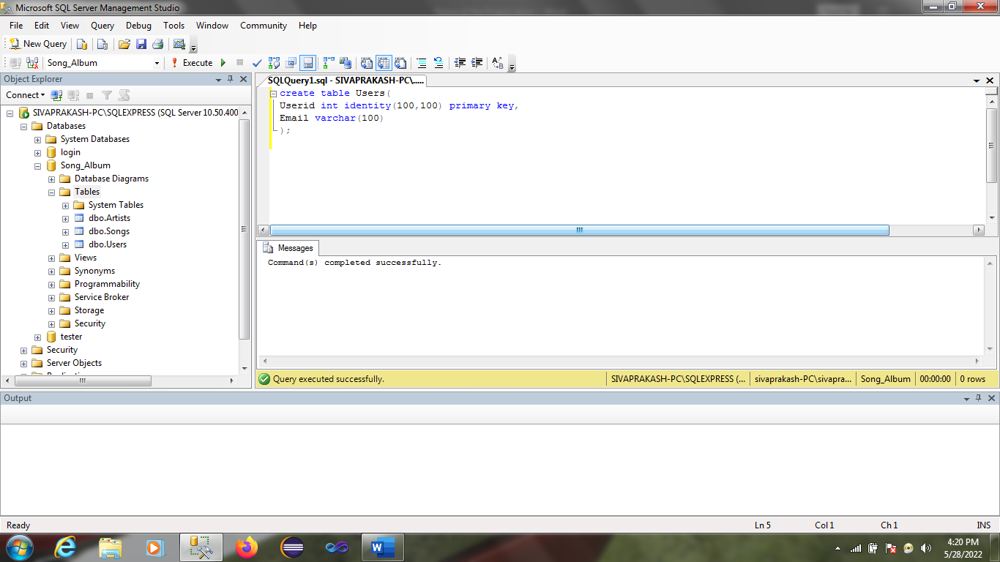 Microsoft SQL Server Management Studio
File Edit View Query Debug Tools Window Community Help
New Query
Song_Album Execute
Object Explorer
Connect
SIVAPRAKASH-PC\SQLEXPRESS (SQL Server 10.50.400
Databases
System Databases
login
Song_Album
Database Diagrams
Tables
System Tables
dbo.Artists
dbo.Songs
dbo.Users
Views
Synonyms
Programmability
Service Broker
Storage
Security
tester
Security
Server Objects
SQLQuery1.sql - SIVAPRAKASH-PC\.....
create table Users(
Userid int identity(100,100) primary key,
Email varchar(100)
);
Messages
Command(s) completed successfully.
Query executed successfully. SIVAPRAKASH-PC\SQLEXPRESS (... sivaprakash-PC\sivapra... Song_Album 00:00:00 0 rows
Output
Ready Ln 5 Col 1 Ch 1 INS
4:20 PM
5/28/2022